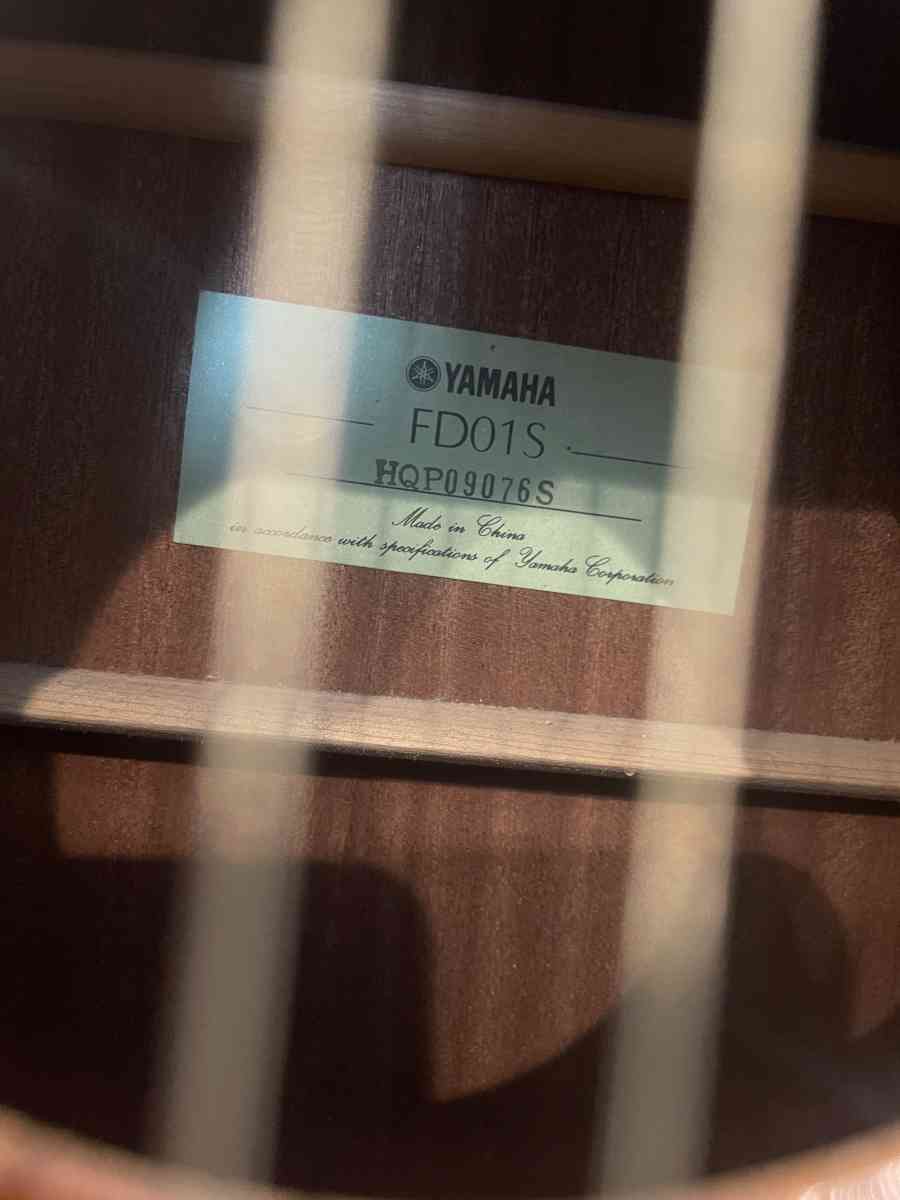 YAMAHA
FD01S
HQP09076S
Made in China
in accordance with specifications of Yamaha Corporation